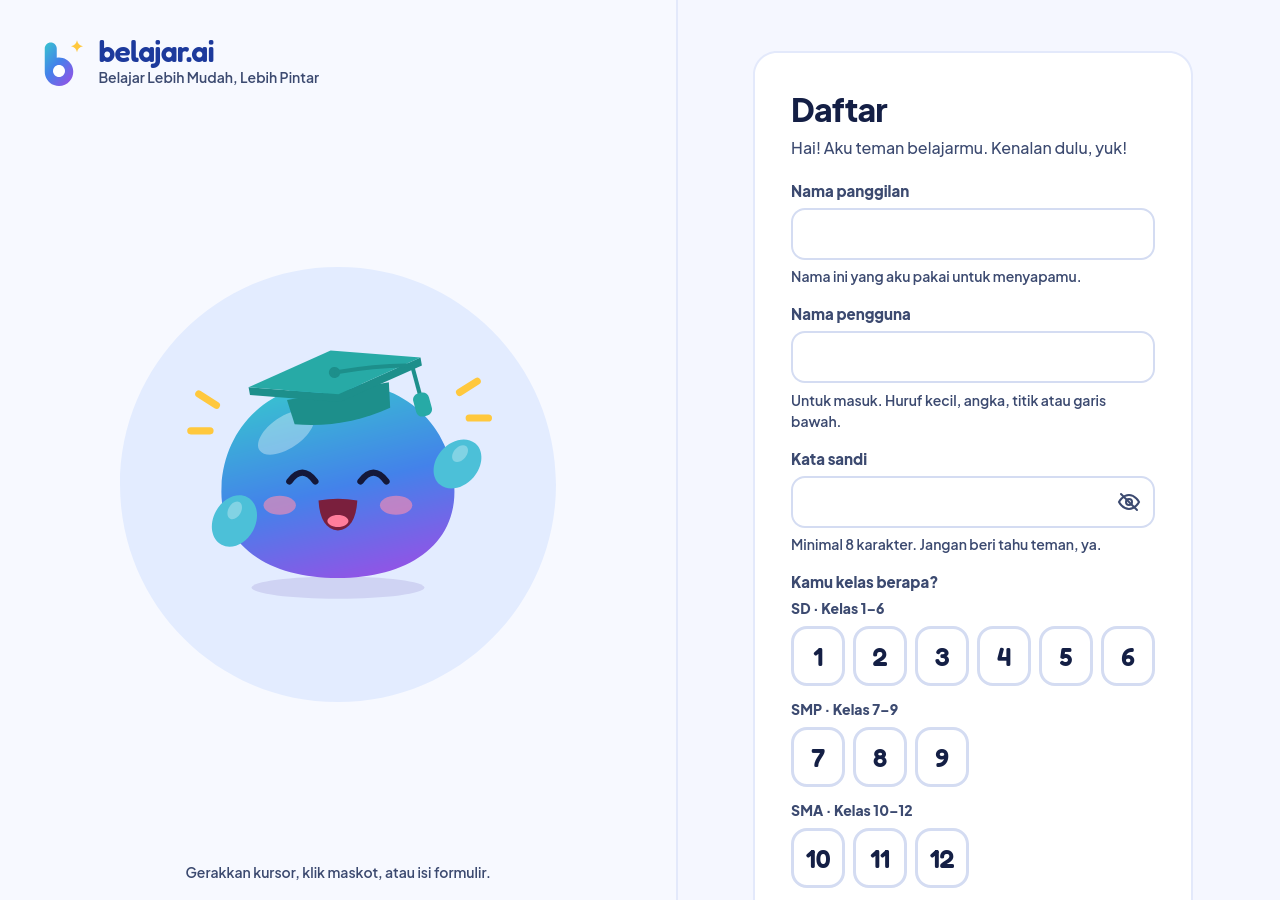 belajar.ai
Belajar Lebih Mudah, Lebih Pintar
Gerakkan kursor, klik maskot, atau isi formulir.
Daftar
Hai! Aku teman belajarmu. Kenalan dulu, yuk!
Nama panggilan
Nama ini yang aku pakai untuk menyapamu.
Nama pengguna
Untuk masuk. Huruf kecil, angka, titik atau garis
bawah.
Kata sandi
Minimal 8 karakter. Jangan beri tahu teman, ya.
Kamu kelas berapa?
SD · Kelas 1–6
1 2 3 4 5 6
SMP · Kelas 7–9
7 8 9
SMA · Kelas 10–12
10 11 12